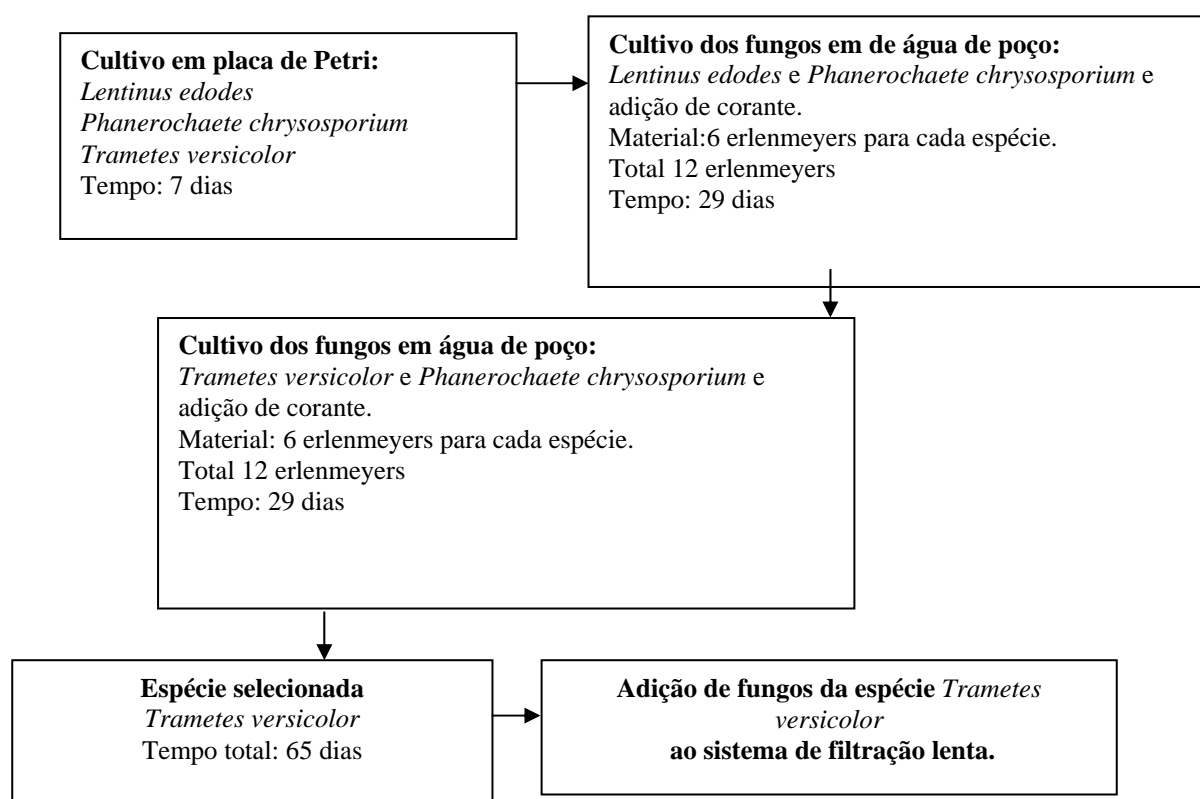 Cultivo em placa de Petri:
Lentinus edodes
Phanerochaete chrysosporium
Trametes versicolor
Tempo: 7 dias
Cultivo dos fungos em de água de poço:
Lentinus edodes e Phanerochaete chrysosporium e
adição de corante.
Material:6 erlenmeyers para cada espécie.
Total 12 erlenmeyers
Tempo: 29 dias
Cultivo dos fungos em água de poço:
Trametes versicolor e Phanerochaete chrysosporium e
adição de corante.
Material: 6 erlenmeyers para cada espécie.
Total 12 erlenmeyers
Tempo: 29 dias
Espécie selecionada
Trametes versicolor
Tempo total: 65 dias
Adição de fungos da espécie Trametes
versicolor
ao sistema de filtração lenta.